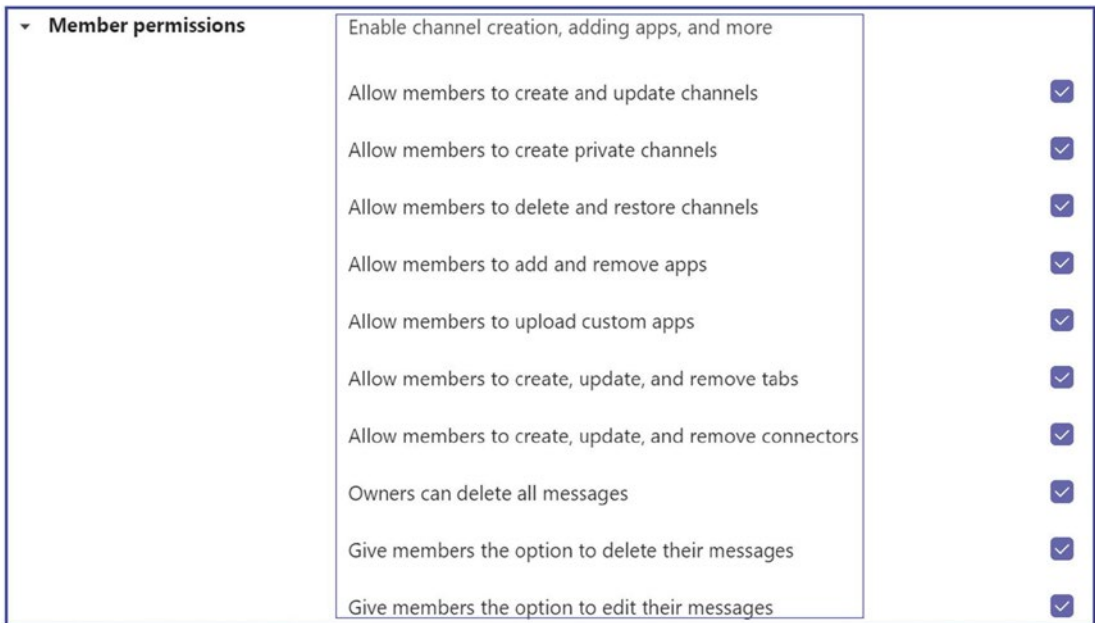 Member permissions
Enable channel creation, adding apps, and more
Allow members to create and update channels
Allow members to create private channels
Allow members to delete and restore channels
Allow members to add and remove apps
Allow members to upload custom apps
Allow members to create, update, and remove tabs
Allow members to create, update, and remove connectors
Owners can delete all messages
Give members the option to delete their messages
Give members the option to edit their messages